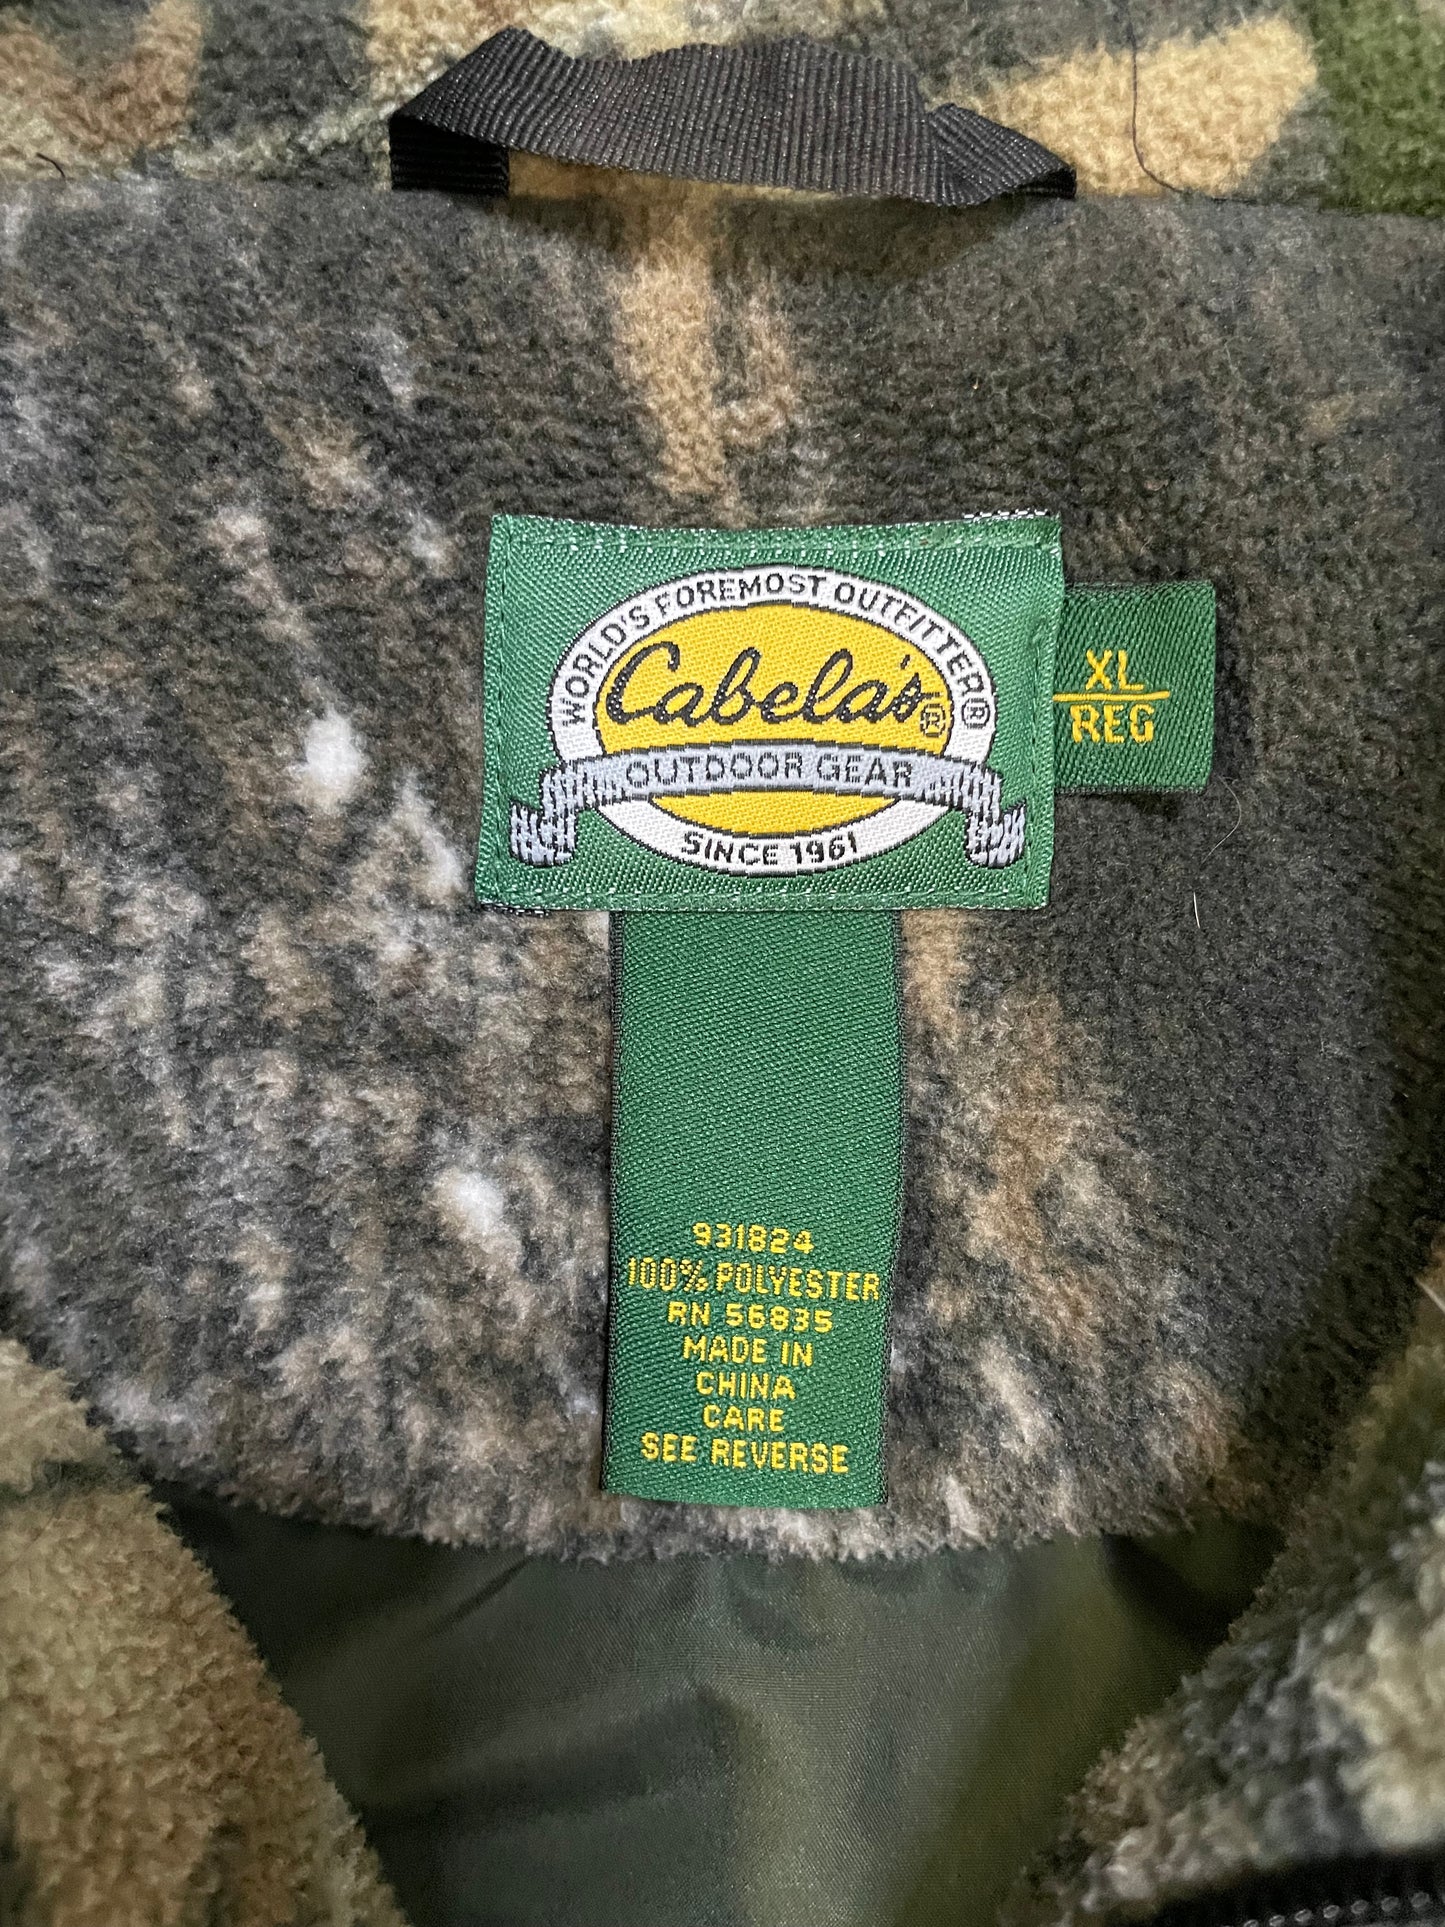 WORLD'S FOREMOST OUTFITTER®
Cabela's®
OUTDOOR GEAR
SINCE 1961
XL
REG
931824
100% POLYESTER
RN 56835
MADE IN
CHINA
CARE
SEE REVERSE